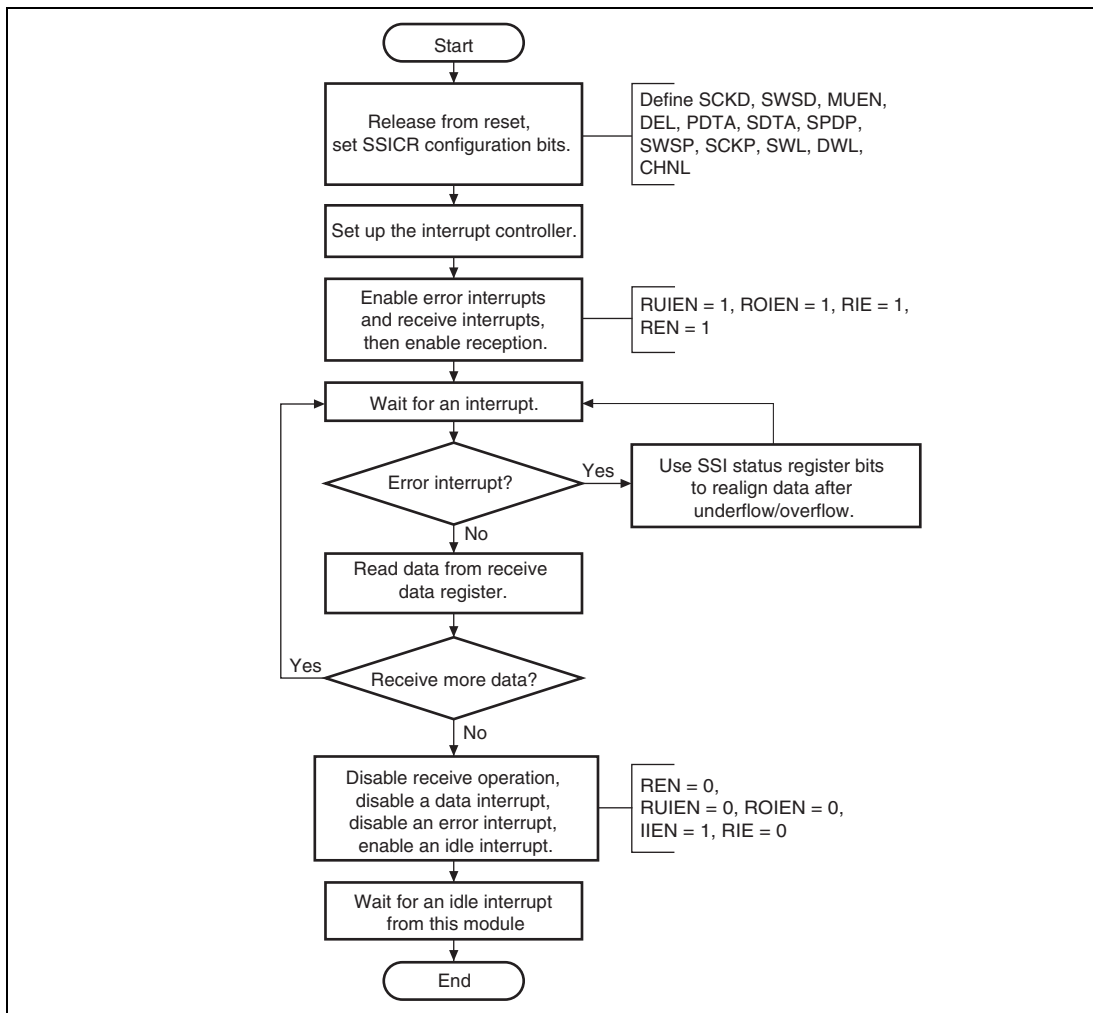 Start
Release from reset,
set SSICR configuration bits.
Define SCKD, SWSD, MUEN,
DEL, PDTA, SDTA, SPDP,
SWSP, SCKP, SWL, DWL,
CHNL
Set up the interrupt controller.
Enable error interrupts
and receive interrupts,
then enable reception.
RUIEN = 1, ROIEN = 1, RIE = 1,
REN = 1
Wait for an interrupt.
Error interrupt?
Yes
Use SSI status register bits
to realign data after
underflow/overflow.
No
Read data from receive
data register.
Yes
Receive more data?
No
Disable receive operation,
disable a data interrupt,
disable an error interrupt,
enable an idle interrupt.
REN = 0,
RUIEN = 0, ROIEN = 0,
IIEN = 1, RIE = 0
Wait for an idle interrupt
from this module
End